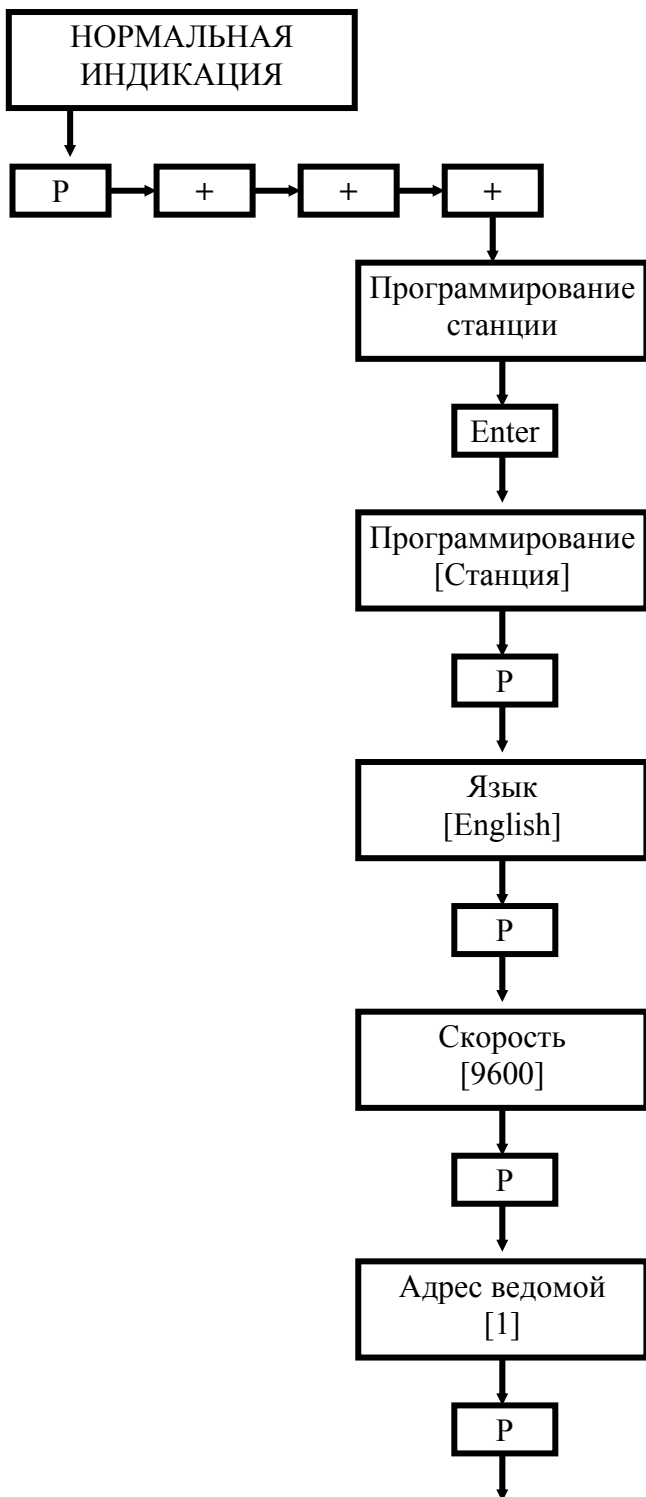 НОРМАЛЬНАЯ
ИНДИКАЦИЯ
P + + +
Программирование
станции
Enter
Программирование
[Станция]
P
Язык
[English]
P
Скорость
[9600]
P
Адрес ведомой
[1]
P